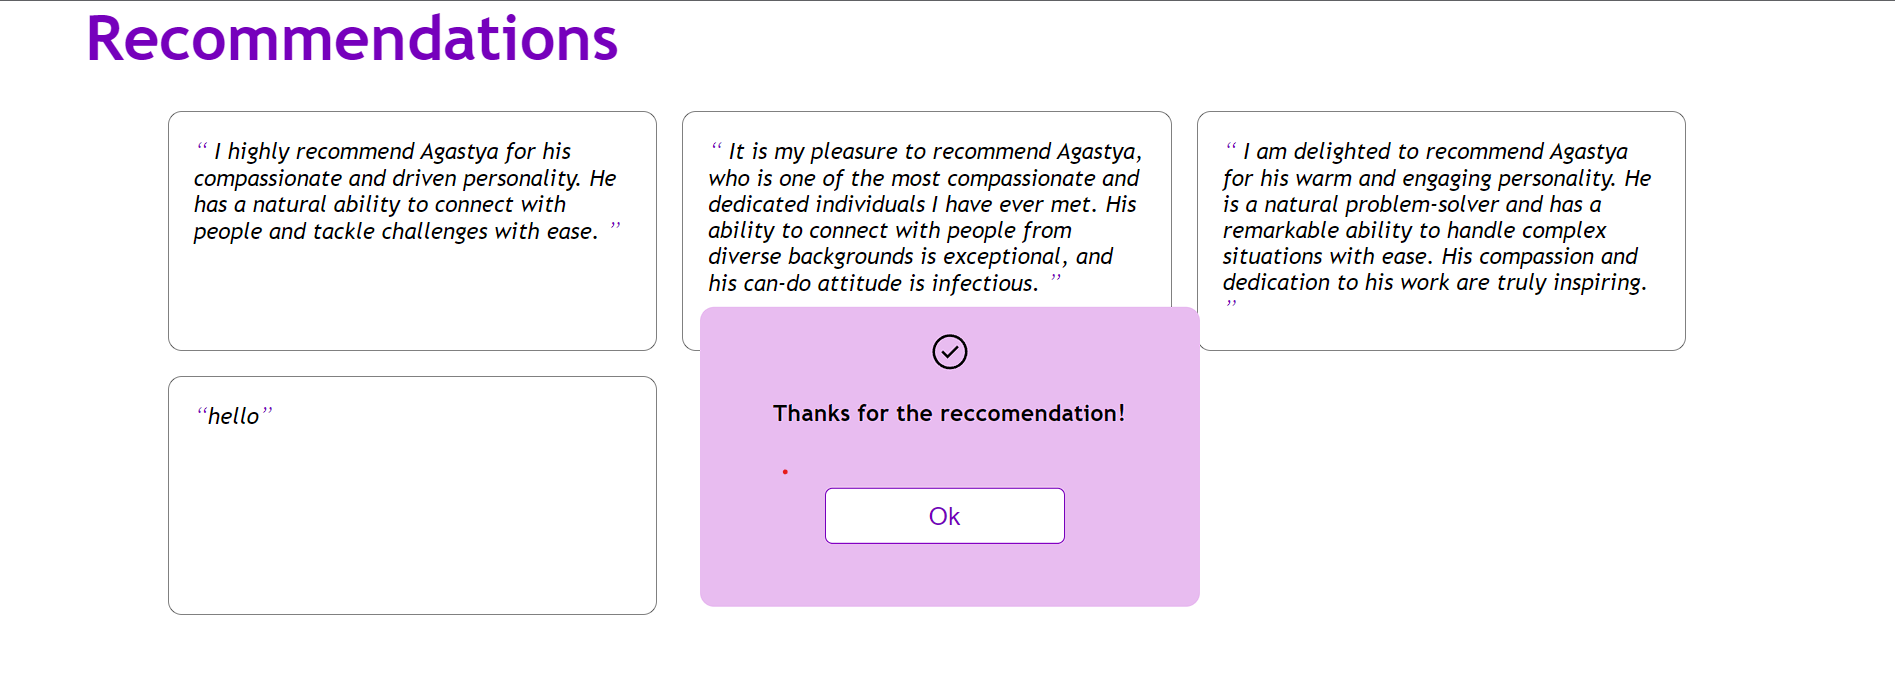 Recommendations
“ I highly recommend Agastya for his
compassionate and driven personality. He
has a natural ability to connect with
people and tackle challenges with ease. ”
“ It is my pleasure to recommend Agastya,
who is one of the most compassionate and
dedicated individuals I have ever met. His
ability to connect with people from
diverse backgrounds is exceptional, and
his can-do attitude is infectious. ”
“ I am delighted to recommend Agastya
for his warm and engaging personality. He
is a natural problem-solver and has a
remarkable ability to handle complex
situations with ease. His compassion and
dedication to his work are truly inspiring.
”
“hello”
Thanks for the reccomendation!
Ok